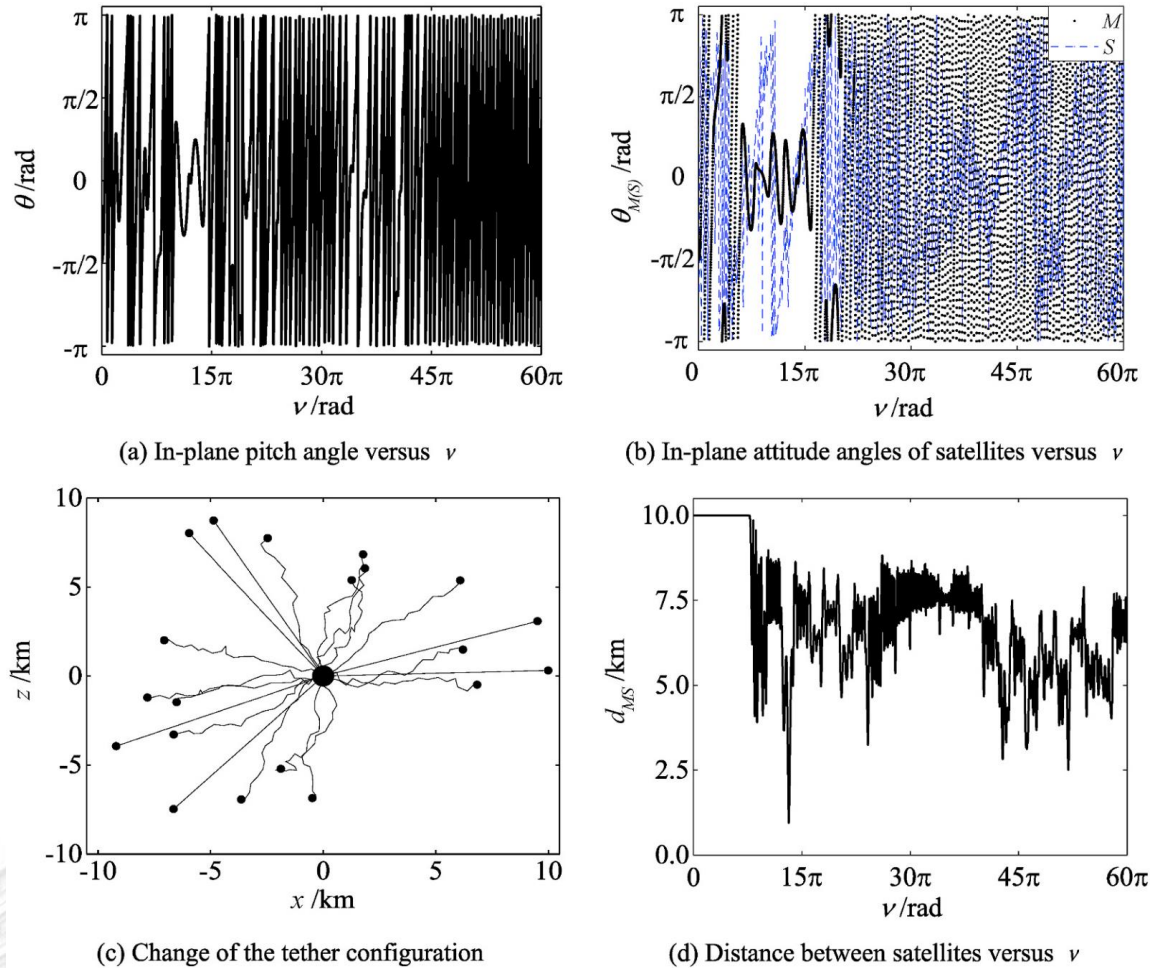 π
π/2
0
-π/2
-π
θ /rad
0 15π 30π 45π 60π
ν /rad
(a) In-plane pitch angle versus ν
M
S
π
π/2
0
-π/2
-π
θM(S) /rad
0 15π 30π 45π 60π
ν /rad
(b) In-plane attitude angles of satellites versus ν
10
5
0
-5
-10
z /km
-10 -5 0 5 10
x /km
(c) Change of the tether configuration
10.0
7.5
5.0
2.5
0.0
dMS /km
0 15π 30π 45π 60π
ν /rad
(d) Distance between satellites versus ν